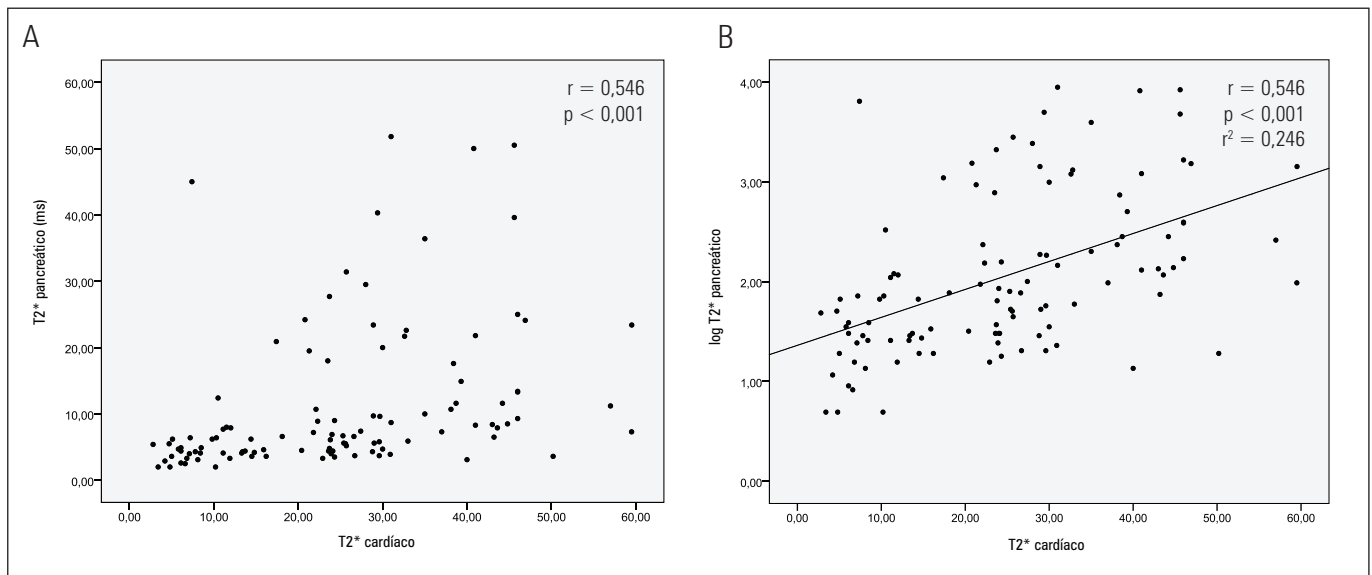 A
60,00
50,00
40,00
30,00
20,00
10,00
0,00
T2* pancreático (ms)
r = 0,546
p < 0,001
0,00 10,00 20,00 30,00 40,00 50,00 60,00
T2* cardíaco
B
4,00
3,00
2,00
1,00
0,00
log T2* pancreático
r = 0,546
p < 0,001
r² = 0,246
0,00 10,00 20,00 30,00 40,00 50,00 60,00
T2* cardíaco